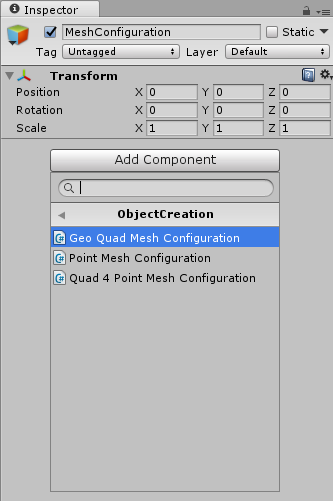 Inspector
MeshConfiguration Static
Tag Untagged Layer Default
Transform
Position X 0 Y 0 Z 0
Rotation X 0 Y 0 Z 0
Scale X 1 Y 1 Z 1
Add Component
ObjectCreation
C# Geo Quad Mesh Configuration
C# Point Mesh Configuration
C# Quad 4 Point Mesh Configuration